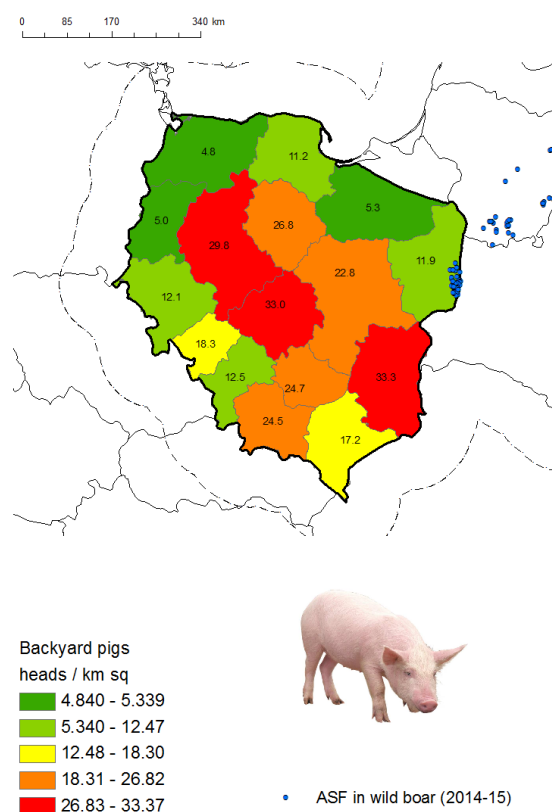 0 85 170 340 km
4.8
11.2
5.3
5.0
26.8
29.8
11.9
22.8
12.1
33.0
18.3
12.5
24.7
33.3
24.5
17.2
Backyard pigs
heads / km sq
4.840 - 5.339
5.340 - 12.47
12.48 - 18.30
18.31 - 26.82
26.83 - 33.37
ASF in wild boar (2014-15)